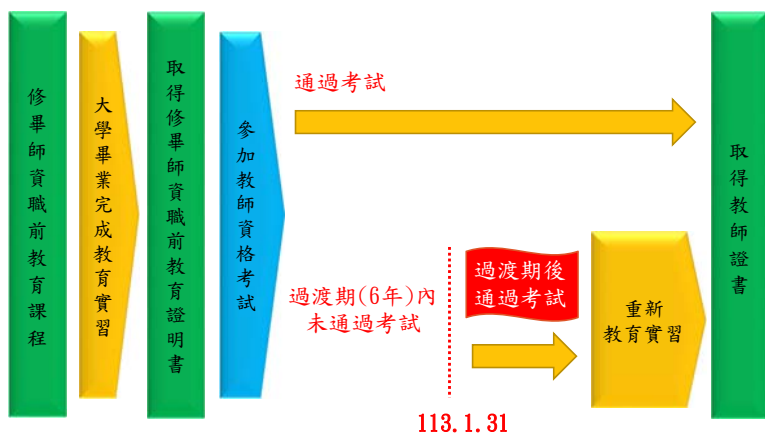 修畢師資職前教育課程
大學畢業完成教育實習
取得修畢師資職前教育證明書
參加教師資格考試
通過考試
過渡期(6年)內
未通過考試
過渡期後
通過考試
重新
教育實習
取得教師證書
113.1.31